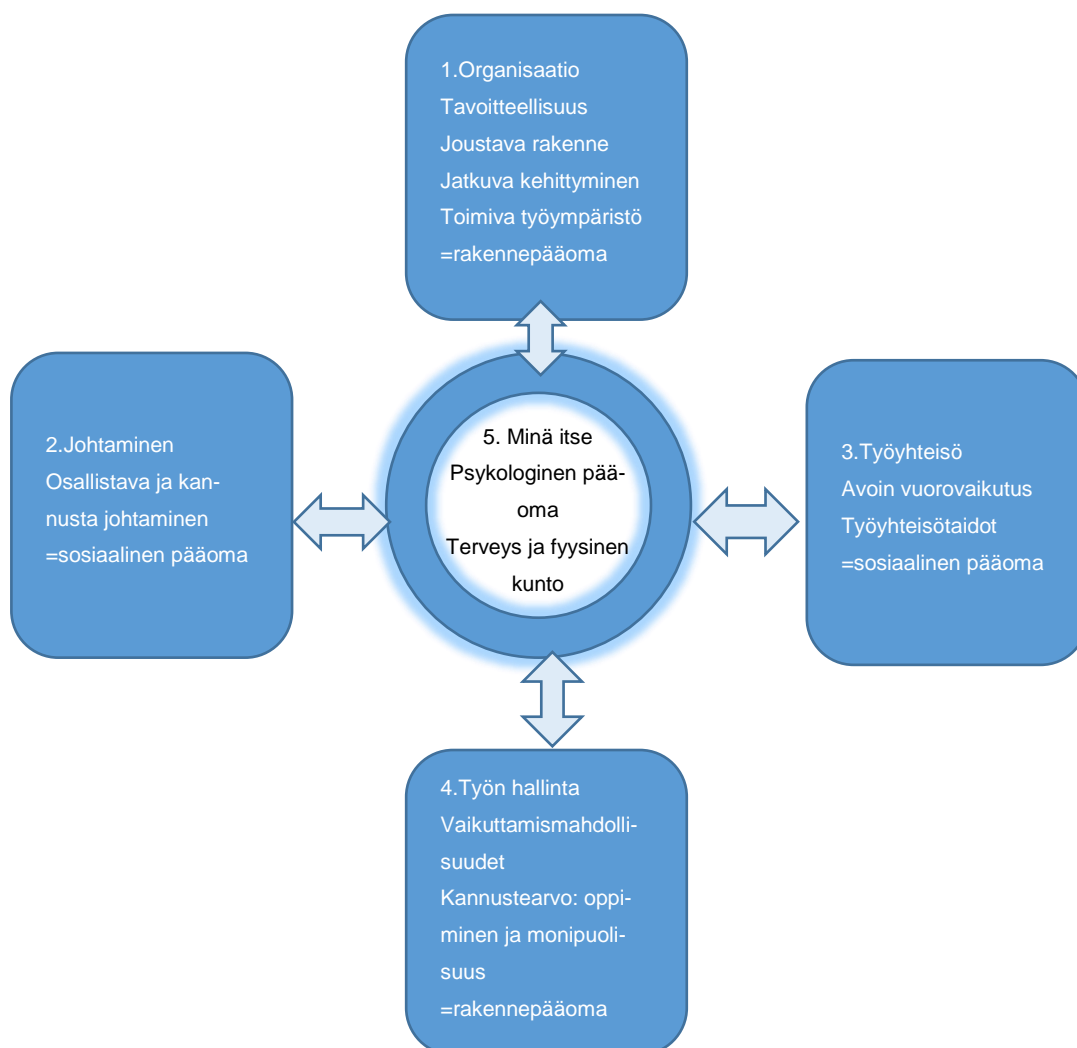 1.Organisaatio
Tavoitteellisuus
Joustava rakenne
Jatkuva kehittyminen
Toimiva työympäristö
=rakennepääoma
2.Johtaminen
Osallistava ja kan-
nusta johtaminen
=sosiaalinen pääoma
5. Minä itse
Psykologinen pää-
oma
Terveys ja fyysinen
kunto
3.Työyhteisö
Avoin vuorovaikutus
Työyhteisötaidot
=sosiaalinen pääoma
4.Työn hallinta
Vaikuttamismahdolli-
suudet
Kannustearvo: oppi-
minen ja monipuoli-
suus
=rakennepääoma